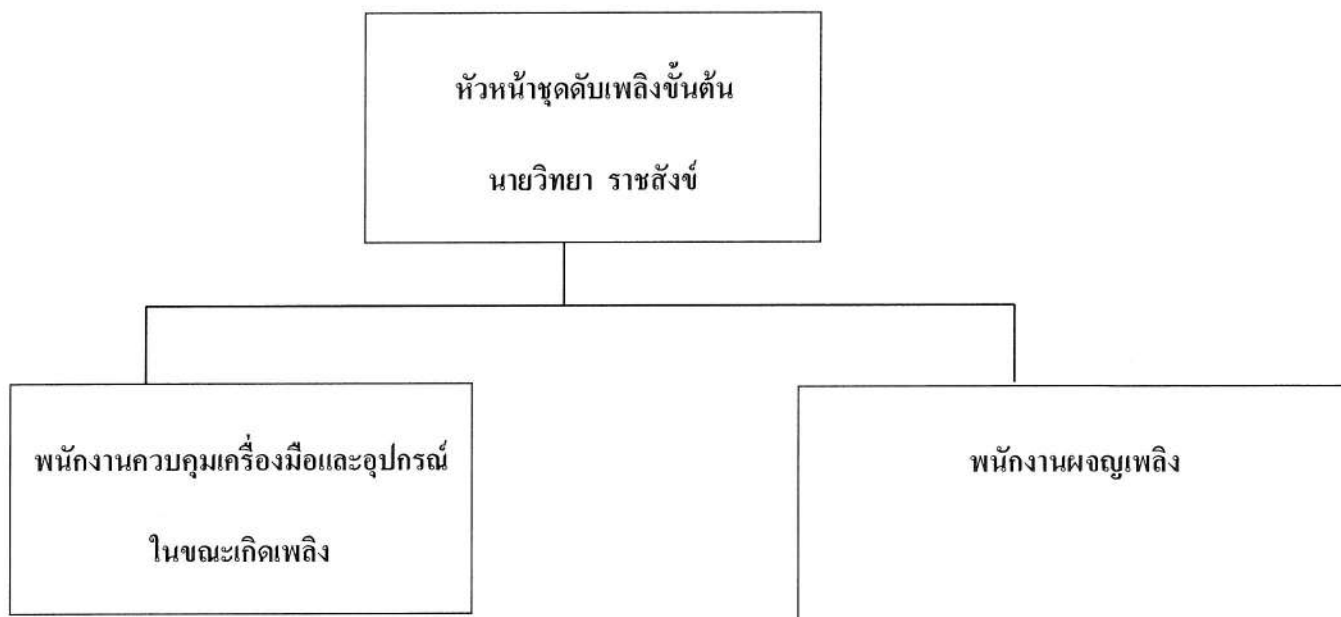 หัวหน้าชุดดับเพลิงขั้นต้น
นายวิทยา ราชสังข์
พนักงานควบคุมเครื่องมือและอุปกรณ์
ในขณะเกิดเพลิง
พนักงานผจญเพลิง